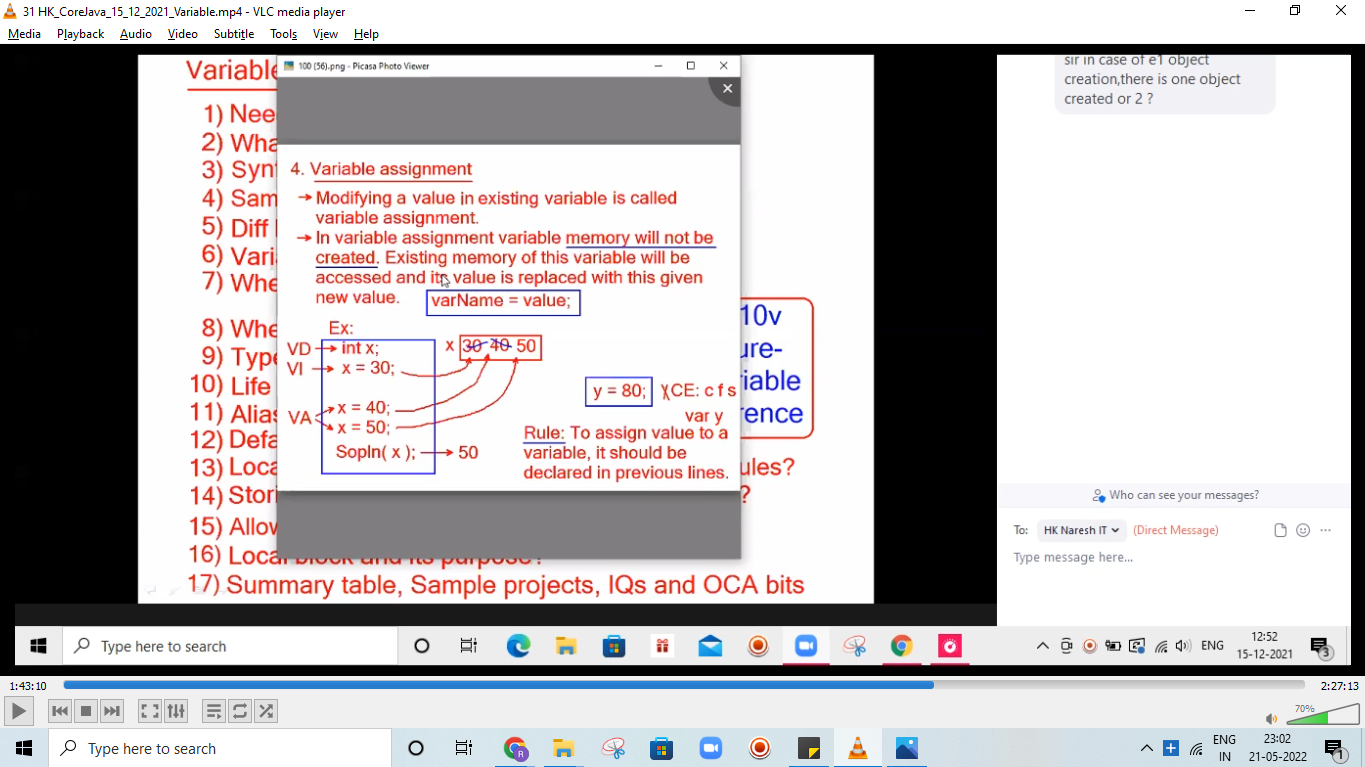 31 HK_CoreJava_15_12_2021_Variable.mp4 - VLC media player
Media Playback Audio Video Subtitle Tools View Help
Variable
1) Nee
2) Wha
3) Syn
4) Sam
5) Diff
6) Vari
7) Whe
8) Whe
9) Type
10) Life
11) Alias
12) Defa
13) Loca
14) Stori
15) Allow
16) Local block and its purpose?
17) Summary table, Sample projects, IQs and OCA bits
10v
ure-
iable
rence
ules?
?
100 (56).png - Picasa Photo Viewer
4. Variable assignment
→ Modifying a value in existing variable is called
variable assignment.
→ In variable assignment variable memory will not be
created. Existing memory of this variable will be
accessed and its value is replaced with this given
new value. varName = value;
Ex:
VD → int x;
VI → x = 30;
VA x = 40;
x = 50;
Sopln( x ); → 50
x 30 40 50
y = 80; CE: c f s
var y
Rule: To assign value to a
variable, it should be
declared in previous lines.
sir in case of e1 object
creation,there is one object
created or 2 ?
Who can see your messages?
To: HK Naresh IT (Direct Message)
Type message here...
Type here to search
ENG
12:52
15-12-2021
3
1:43:10
2:27:13
70%
Type here to search
R
ENG
IN
23:02
21-05-2022
1